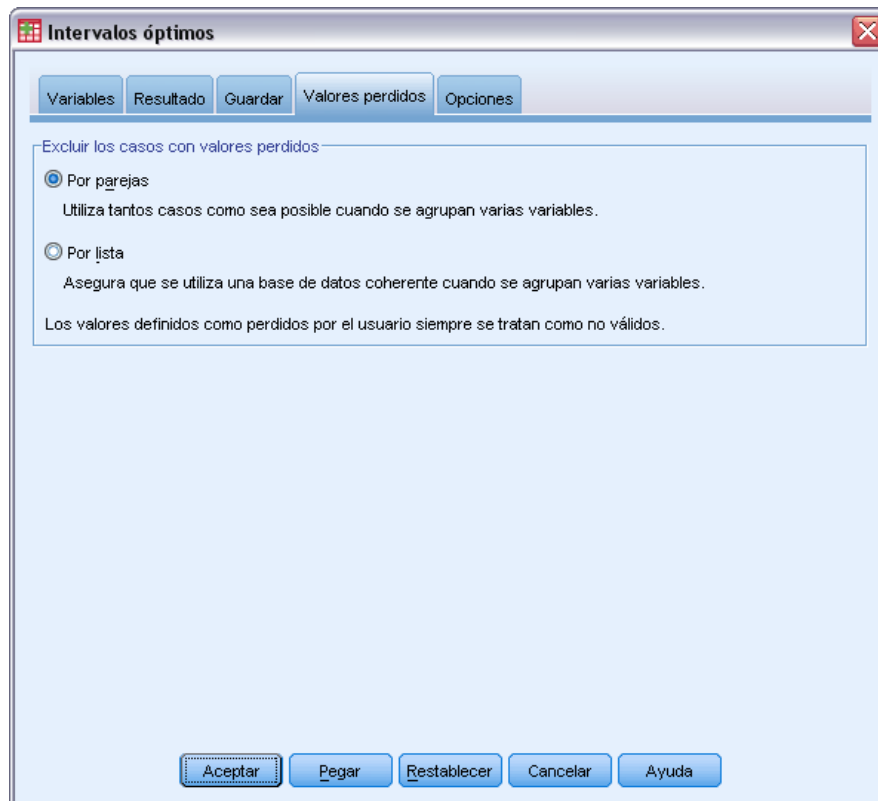 Intervalos óptimos
Variables Resultado Guardar Valores perdidos Opciones
Excluir los casos con valores perdidos
Por parejas
Utiliza tantos casos como sea posible cuando se agrupan varias variables.
Por lista
Asegura que se utiliza una base de datos coherente cuando se agrupan varias variables.
Los valores definidos como perdidos por el usuario siempre se tratan como no válidos.
Aceptar Pegar Restablecer Cancelar Ayuda